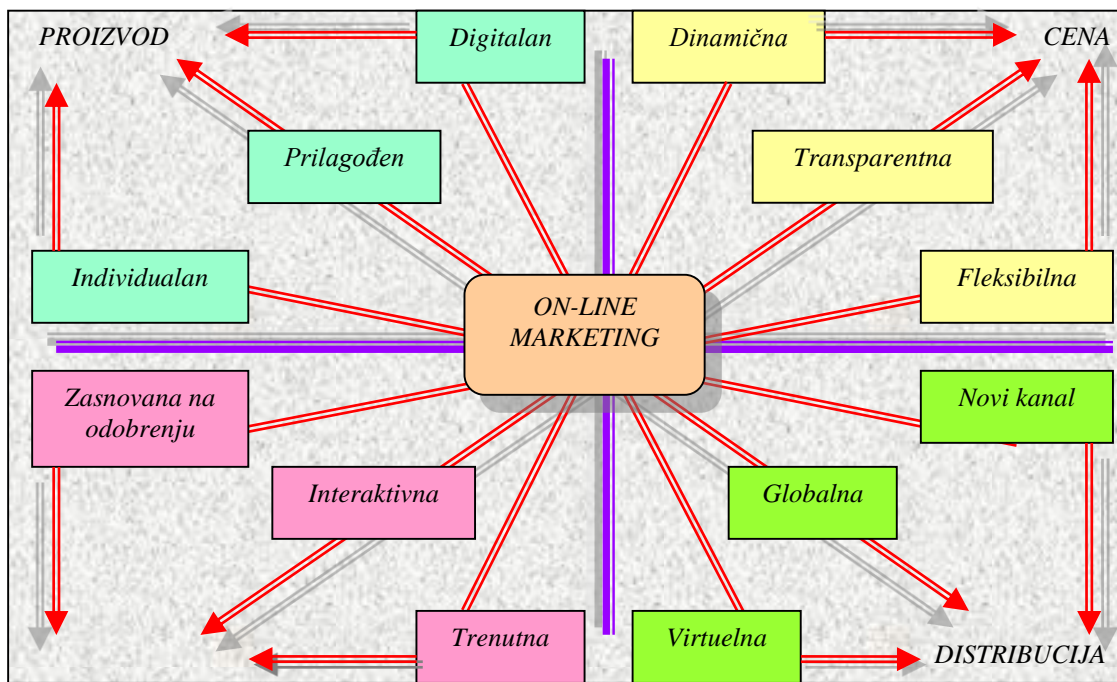 PROIZVOD
Digitalan
Dinamična
CENA
Prilagođen
Transparentna
Individualan
Fleksibilna
ON-LINE
MARKETING
Zasnovana na
odobrenju
Novi kanal
Interaktivna
Globalna
Trenutna
Virtuelna
DISTRIBUCIJA